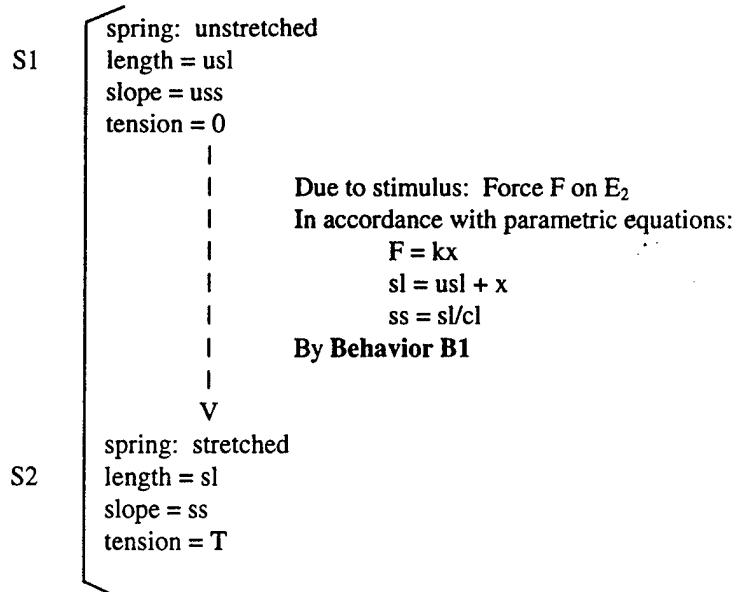 spring: unstretched
S1 length = usl
slope = uss
tension = 0
Due to stimulus: Force F on E₂
In accordance with parametric equations:
F = kx
sl = usl + x
ss = sl/cl
By Behavior B1
V
spring: stretched
S2 length = sl
slope = ss
tension = T